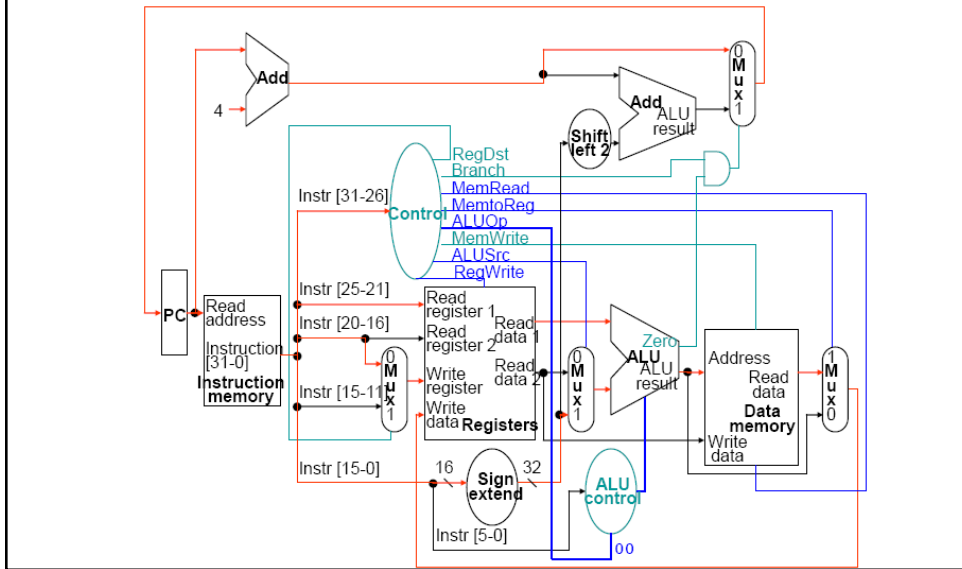 0
M
u
x
1
Add
4
Add
ALU
result
Shift
left 2
RegDst
Branch
MemRead
MemtoReg
ALUOp
MemWrite
ALUSrc
RegWrite
Control
Instr [31-26]
Instr [25-21]
Instr [20-16]
Instr [15-11]
Instr [15-0]
Instr [5-0]
PC
Read
address
Instruction
[31-0]
Instruction
memory
0
M
u
x
1
Read
register 1
Read
register 2
Write
register
Write
data
Read
data 1
Read
data 2
Registers
0
M
u
x
1
Zero
ALU
ALU
result
Address
Read
data
Data
memory
Write
data
1
M
u
x
0
16
Sign
extend
32
ALU
control
00